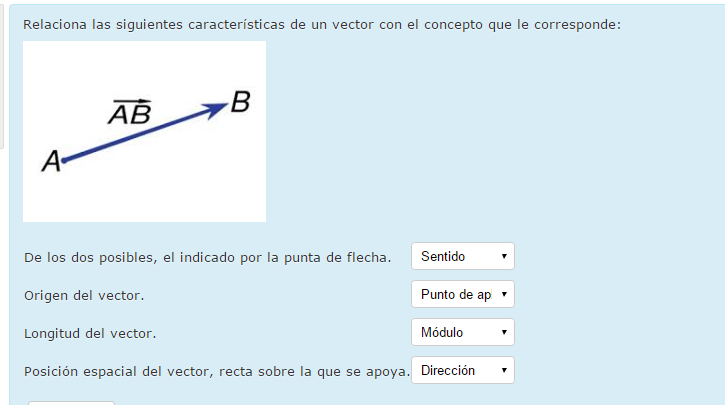 Relaciona las siguientes características de un vector con el concepto que le corresponde:
AB
B
A
De los dos posibles, el indicado por la punta de flecha. Sentido
Origen del vector. Punto de ap
Longitud del vector. Módulo
Posición espacial del vector, recta sobre la que se apoya. Dirección